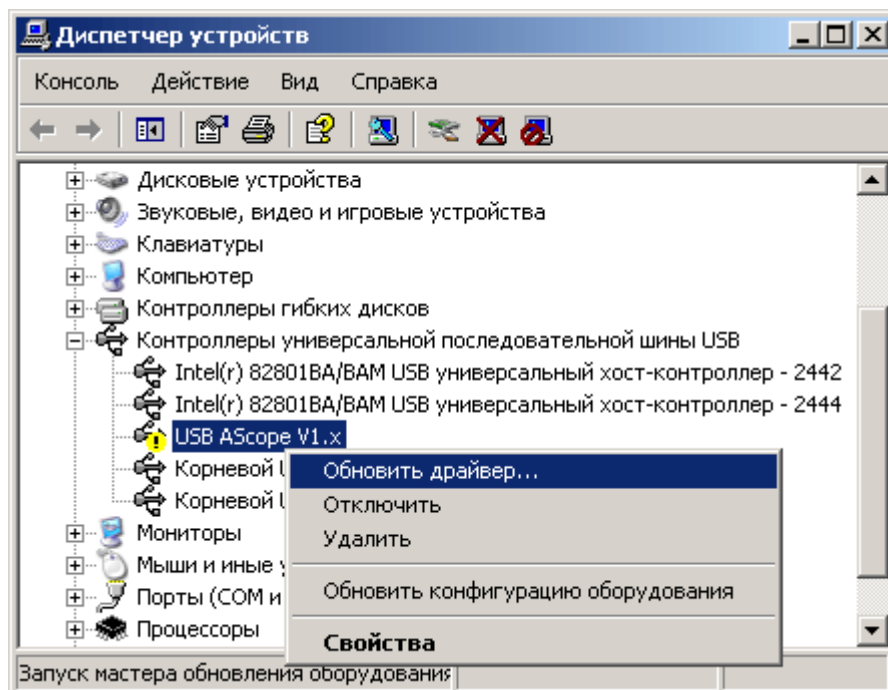 Диспетчер устройств
Консоль Действие Вид Справка
Дисковые устройства
Звуковые, видео и игровые устройства
Клавиатуры
Компьютер
Контроллеры гибких дисков
Контроллеры универсальной последовательной шины USB
Intel(r) 82801BA/BAM USB универсальный хост-контроллер - 2442
Intel(r) 82801BA/BAM USB универсальный хост-контроллер - 2444
USB AScope V1.x
Корневой
Корневой
Мониторы
Мыши и иные
Порты (COM и
Процессоры
Обновить драйвер...
Отключить
Удалить
Обновить конфигурацию оборудования
Свойства
Запуск мастера обновления оборудования